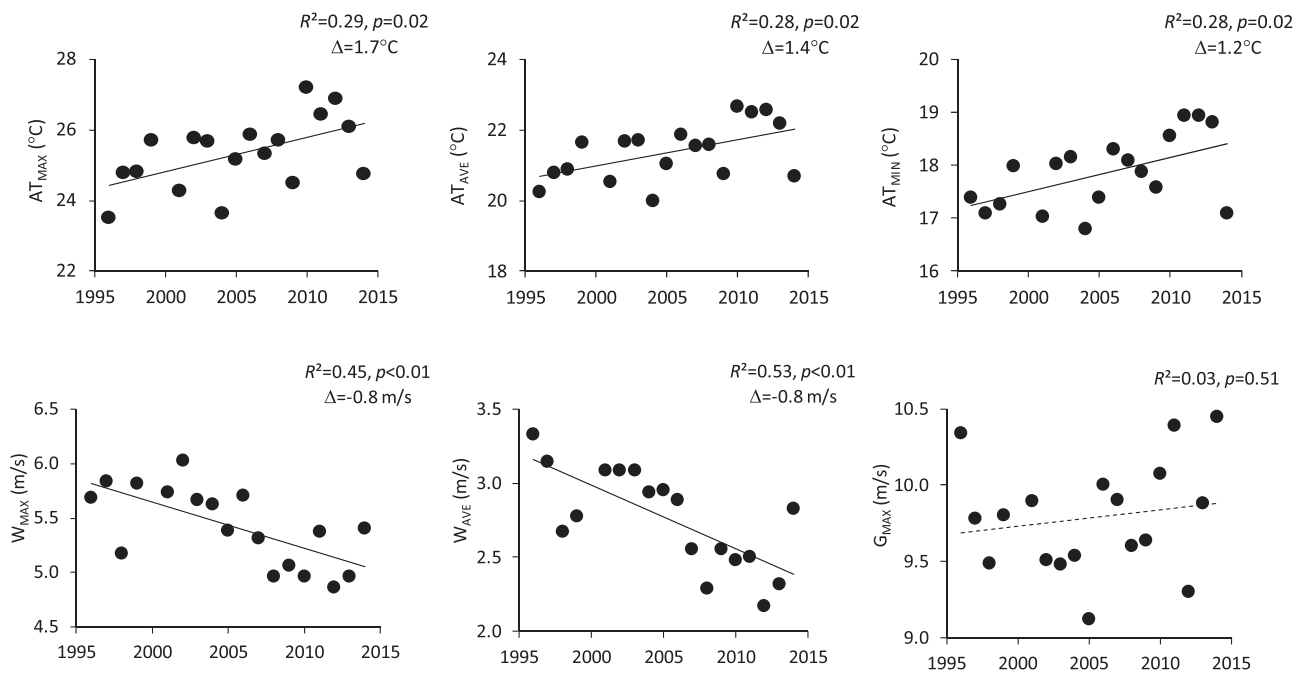 R²=0.29, p=0.02
Δ=1.7°C
28
26
24
22
AT_MAX (°C)
1995 2000 2005 2010 2015
R²=0.28, p=0.02
Δ=1.4°C
24
22
20
18
AT_AVE (°C)
1995 2000 2005 2010 2015
R²=0.28, p=0.02
Δ=1.2°C
20
19
18
17
16
AT_MIN (°C)
1995 2000 2005 2010 2015
R²=0.45, p<0.01
Δ=-0.8 m/s
6.5
6.0
5.5
5.0
4.5
W_MAX (m/s)
1995 2000 2005 2010 2015
R²=0.53, p<0.01
Δ=-0.8 m/s
3.5
3.0
2.5
2.0
W_AVE (m/s)
1995 2000 2005 2010 2015
R²=0.03, p=0.51
10.5
10.0
9.5
9.0
G_MAX (m/s)
1995 2000 2005 2010 2015